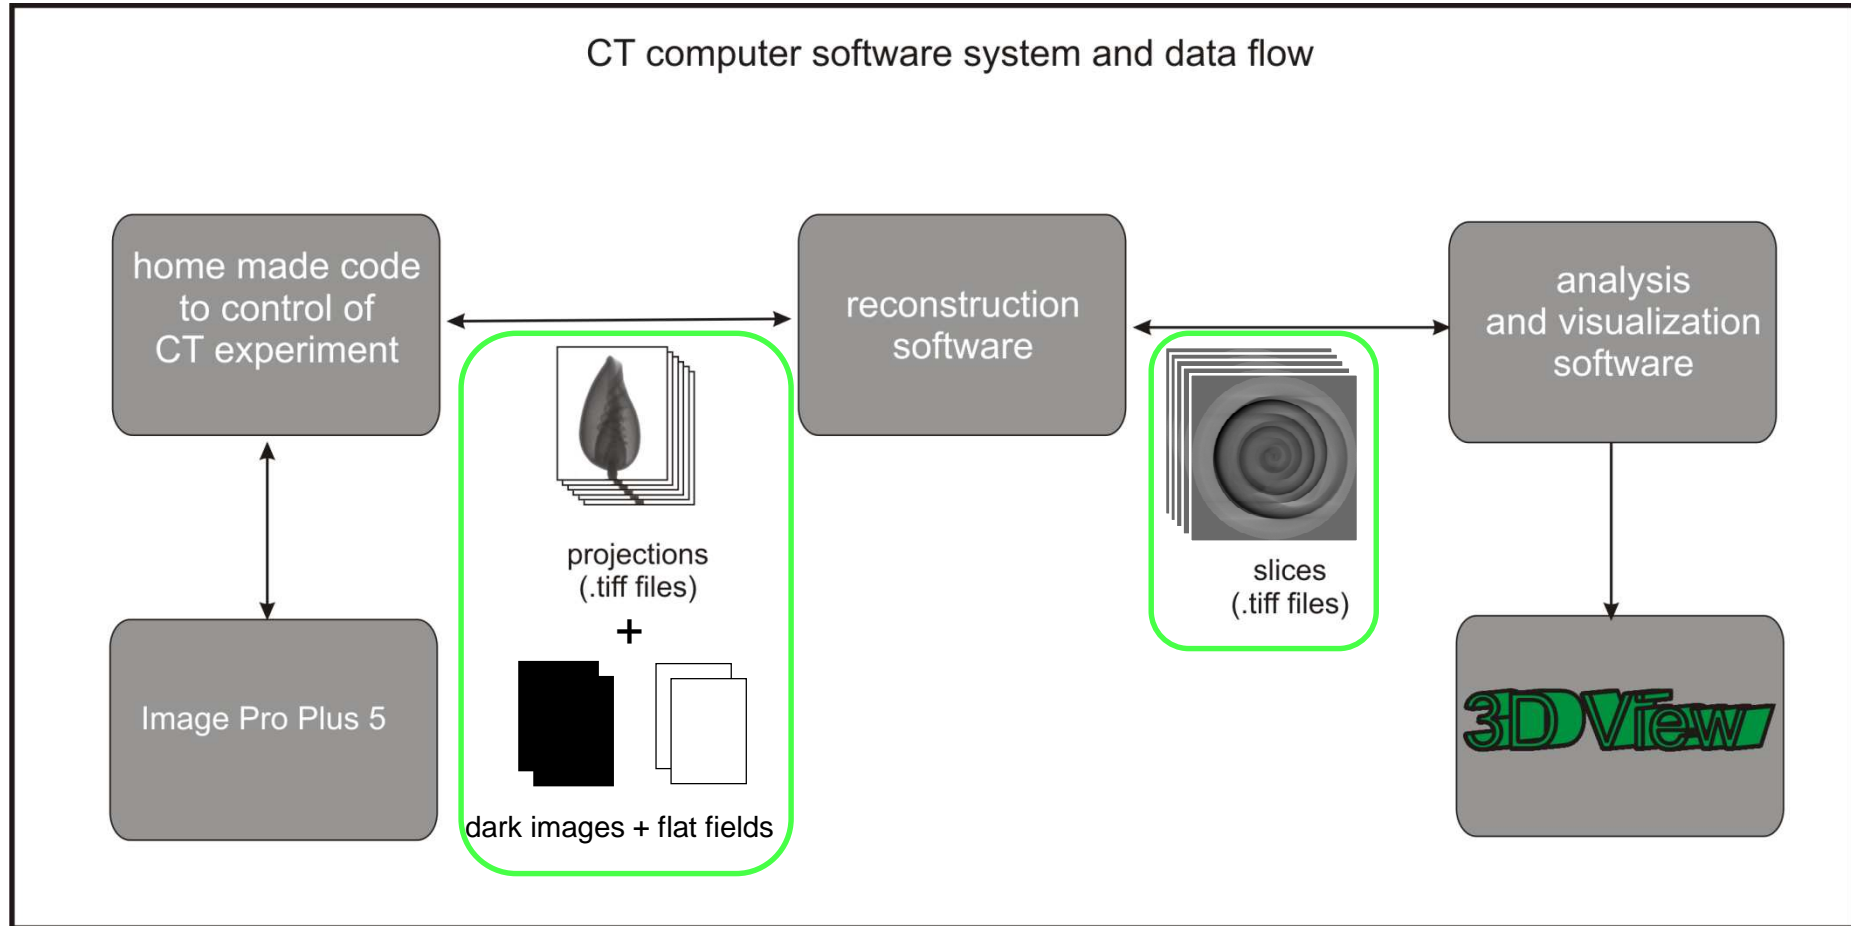 CT computer software system and data flow
home made code
to control of
CT experiment
reconstruction
software
analysis
and visualization
software
projections
(.tiff files)
+
dark images + flat fields
slices
(.tiff files)
Image Pro Plus 5
3D View